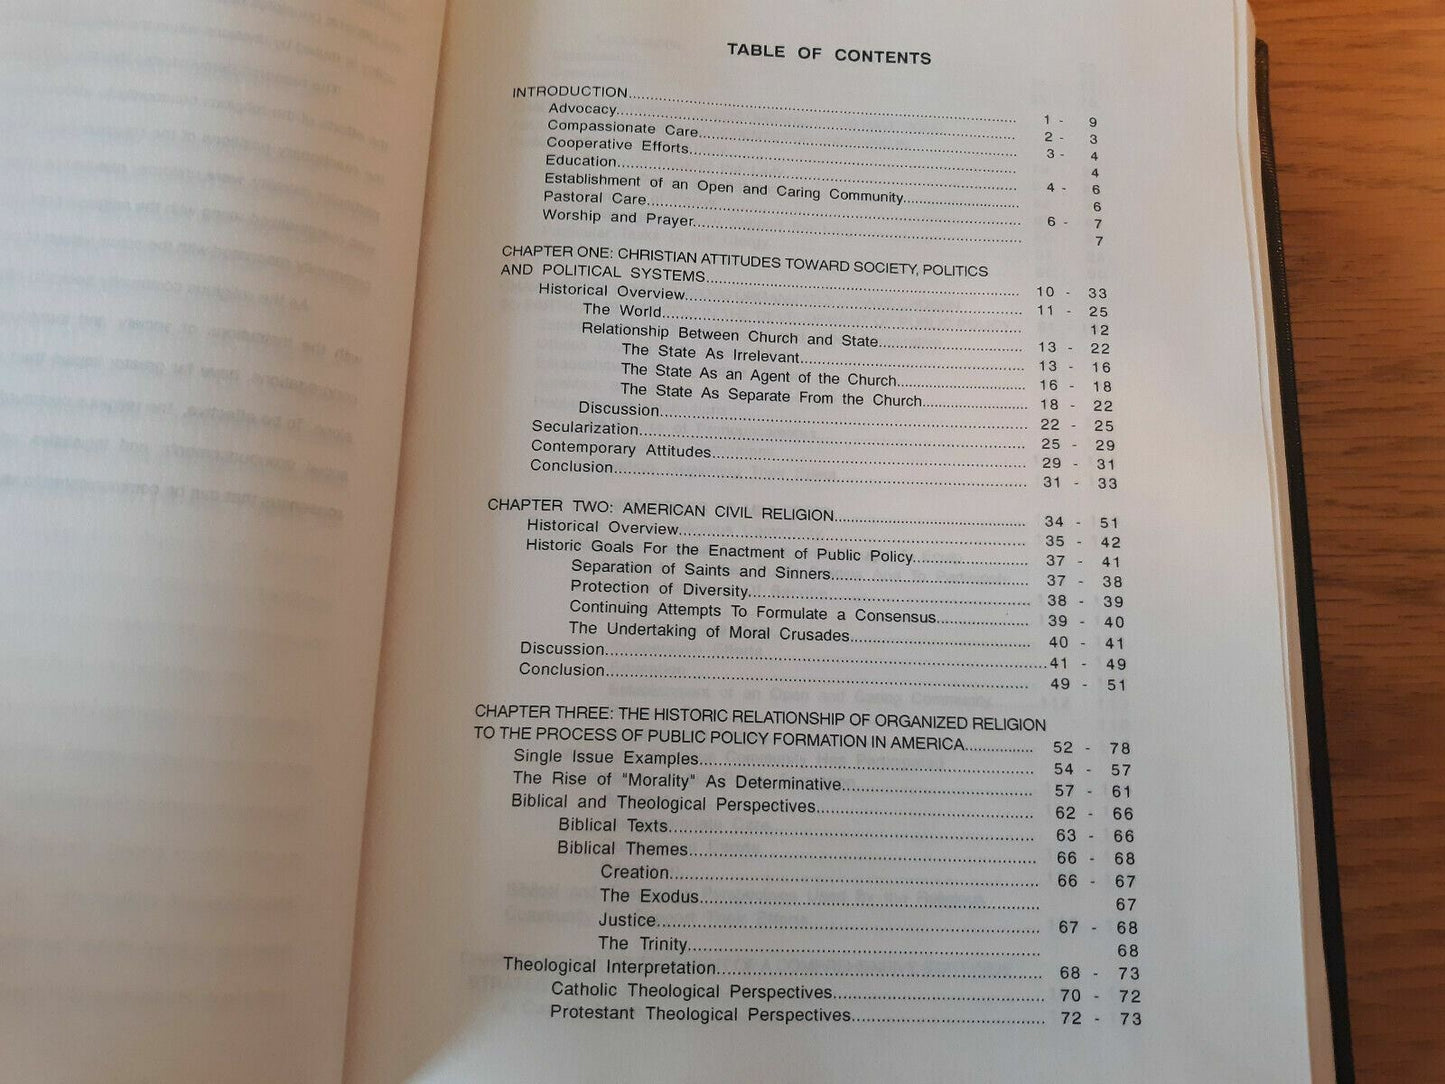 TABLE OF CONTENTS
INTRODUCTION........ 1 - 9
Advocacy........ 2 - 3
Compassionate Care........ 3 - 4
Cooperative Efforts........ 4
Education........ 4 - 6
Establishment of an Open and Caring Community........ 6
Pastoral Care........ 6 - 7
Worship and Prayer........ 7
CHAPTER ONE: CHRISTIAN ATTITUDES TOWARD SOCIETY, POLITICS
AND POLITICAL SYSTEMS........ 10 - 33
Historical Overview........ 11 - 25
The World........ 12
Relationship Between Church and State........ 13 - 22
The State As Irrelevant........ 13 - 16
The State As an Agent of the Church........ 16 - 18
The State As Separate From the Church........ 18 - 22
Discussion........ 22 - 25
Secularization........ 25 - 29
Contemporary Attitudes........ 29 - 31
Conclusion........ 31 - 33
CHAPTER TWO: AMERICAN CIVIL RELIGION........ 34 - 51
Historical Overview........ 35 - 42
Historic Goals For the Enactment of Public Policy........ 37 - 41
Separation of Saints and Sinners........ 37 - 38
Protection of Diversity........ 38 - 39
Continuing Attempts To Formulate a Consensus........ 39 - 40
The Undertaking of Moral Crusades........ 40 - 41
Discussion........ 41 - 49
Conclusion........ 49 - 51
CHAPTER THREE: THE HISTORIC RELATIONSHIP OF ORGANIZED RELIGION
TO THE PROCESS OF PUBLIC POLICY FORMATION IN AMERICA........ 52 - 78
Single Issue Examples........ 54 - 57
The Rise of "Morality" As Determinative........ 57 - 61
Biblical and Theological Perspectives........ 62 - 66
Biblical Texts........ 63 - 66
Biblical Themes........ 66 - 68
Creation........ 66 - 67
The Exodus........ 67
Justice........ 67 - 68
The Trinity........ 68
Theological Interpretation........ 68 - 73
Catholic Theological Perspectives........ 70 - 72
Protestant Theological Perspectives........ 72 - 73